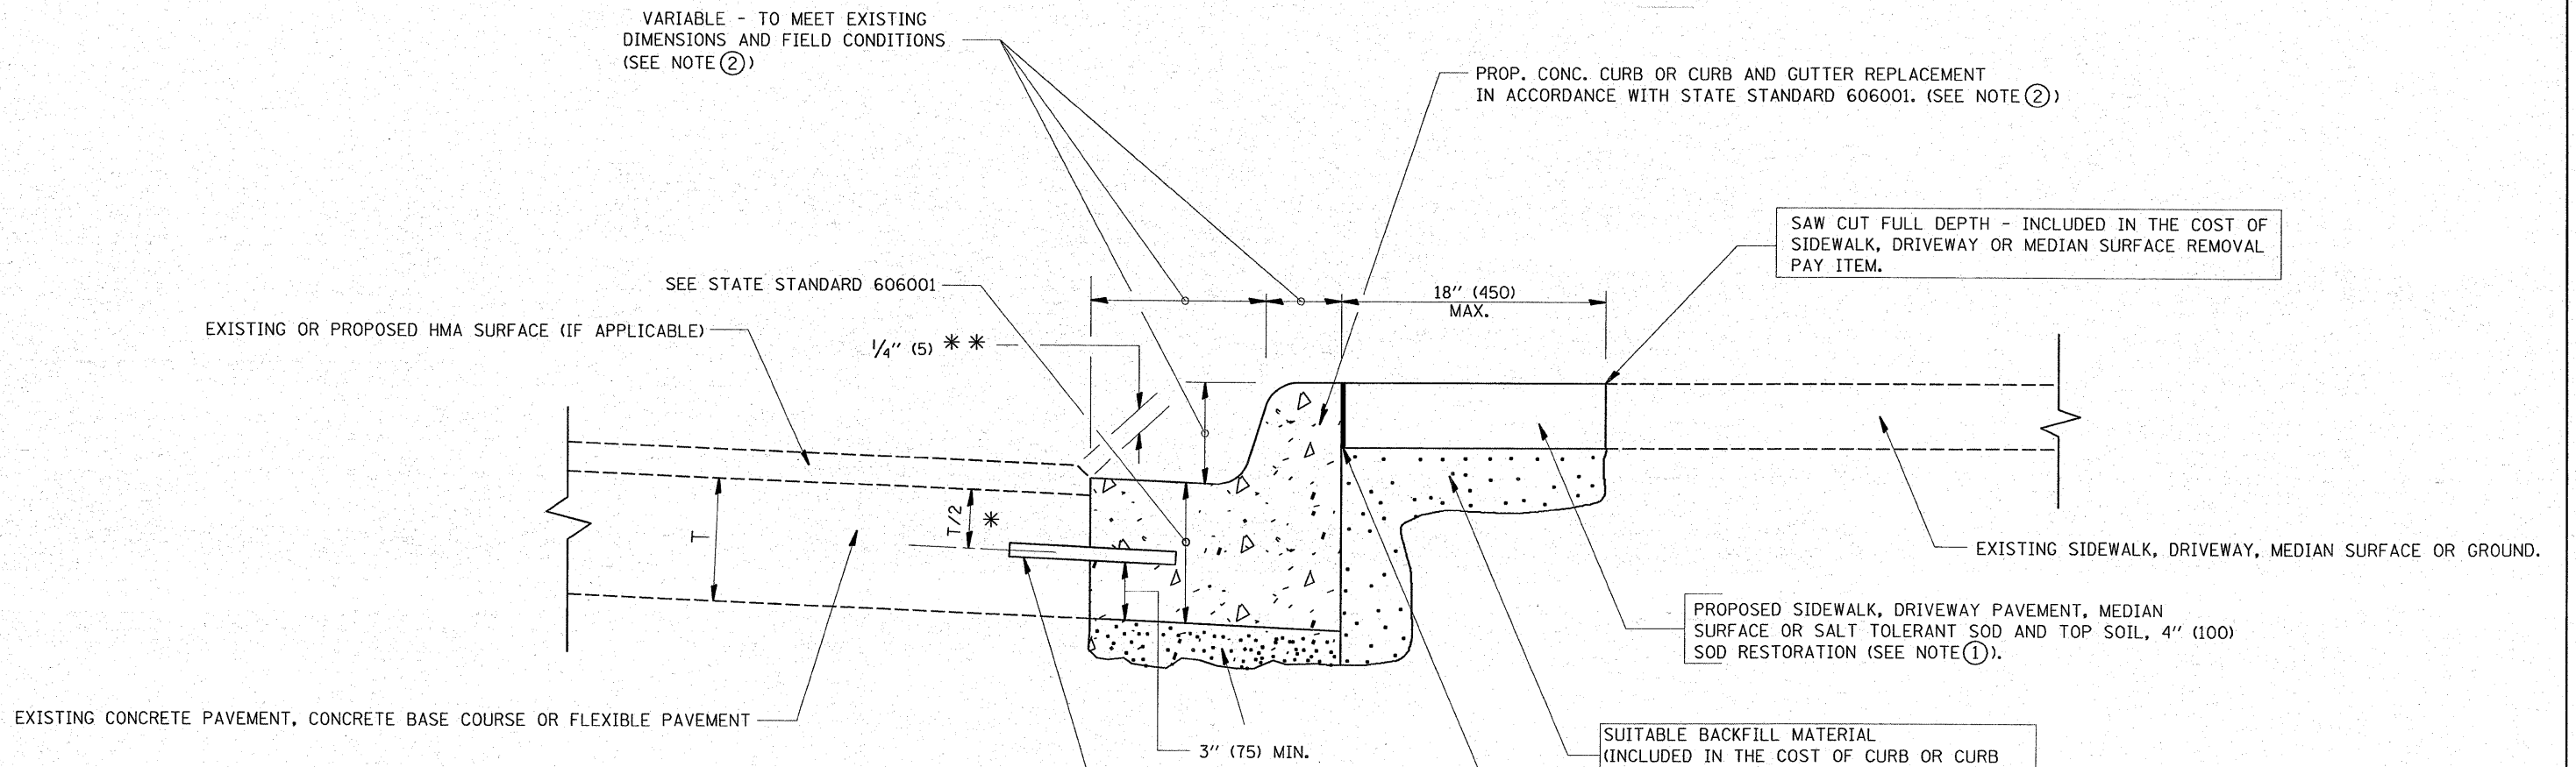 VARIABLE - TO MEET EXISTING
DIMENSIONS AND FIELD CONDITIONS
(SEE NOTE ②)
PROP. CONC. CURB OR CURB AND GUTTER REPLACEMENT
IN ACCORDANCE WITH STATE STANDARD 606001. (SEE NOTE ②)
SAW CUT FULL DEPTH - INCLUDED IN THE COST OF
SIDEWALK, DRIVEWAY OR MEDIAN SURFACE REMOVAL
PAY ITEM.
SEE STATE STANDARD 606001
18" (450)
MAX.
EXISTING OR PROPOSED HMA SURFACE (IF APPLICABLE)
1/4" (5) * *
T
T/2 *
EXISTING SIDEWALK, DRIVEWAY, MEDIAN SURFACE OR GROUND.
PROPOSED SIDEWALK, DRIVEWAY PAVEMENT, MEDIAN
SURFACE OR SALT TOLERANT SOD AND TOP SOIL, 4" (100)
SOD RESTORATION (SEE NOTE ①).
EXISTING CONCRETE PAVEMENT, CONCRETE BASE COURSE OR FLEXIBLE PAVEMENT
3" (75) MIN.
SUITABLE BACKFILL MATERIAL
(INCLUDED IN THE COST OF CURB OR CURB